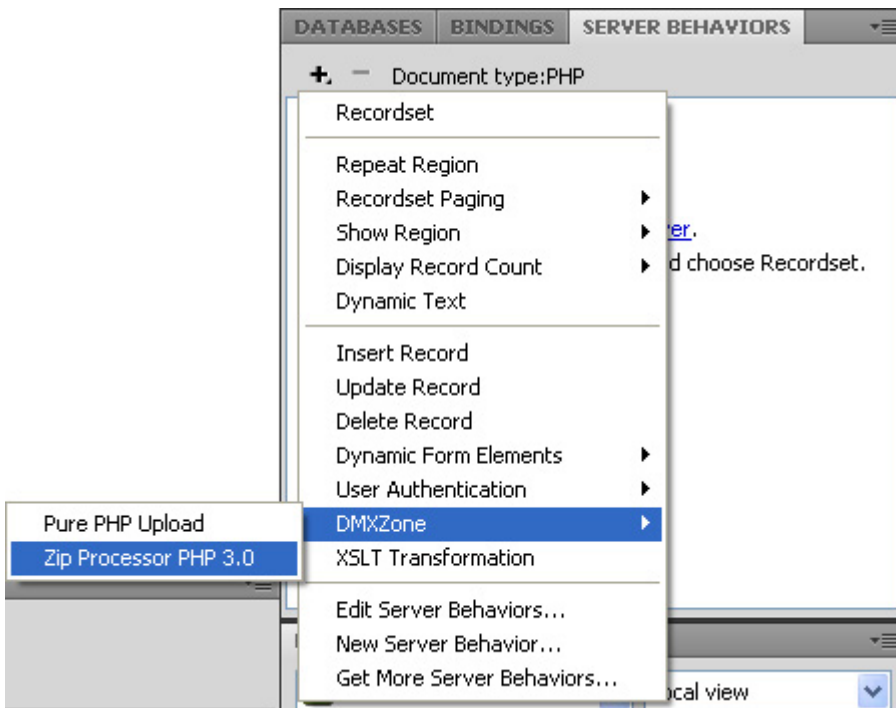 DATABASES BINDINGS SERVER BEHAVIORS
Document type:PHP
Recordset
Repeat Region
Recordset Paging
Show Region
er.
Display Record Count
d choose Recordset.
Dynamic Text
Insert Record
Update Record
Delete Record
Dynamic Form Elements
User Authentication
Pure PHP Upload
DMXZone
Zip Processor PHP 3.0
XSLT Transformation
Edit Server Behaviors...
New Server Behavior...
Get More Server Behaviors...
ocal view